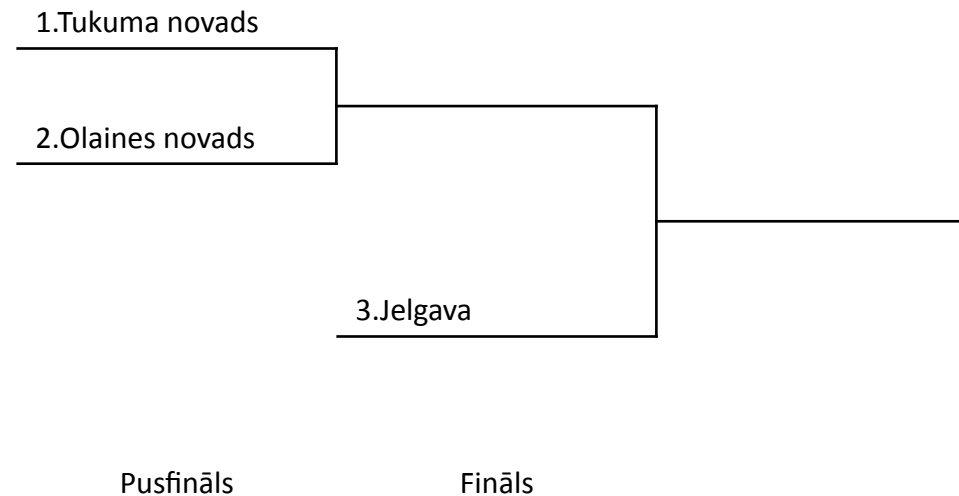 1.Tukuma novads
2.Olaines novads
3.Jelgava
Pusfināls
Fināls